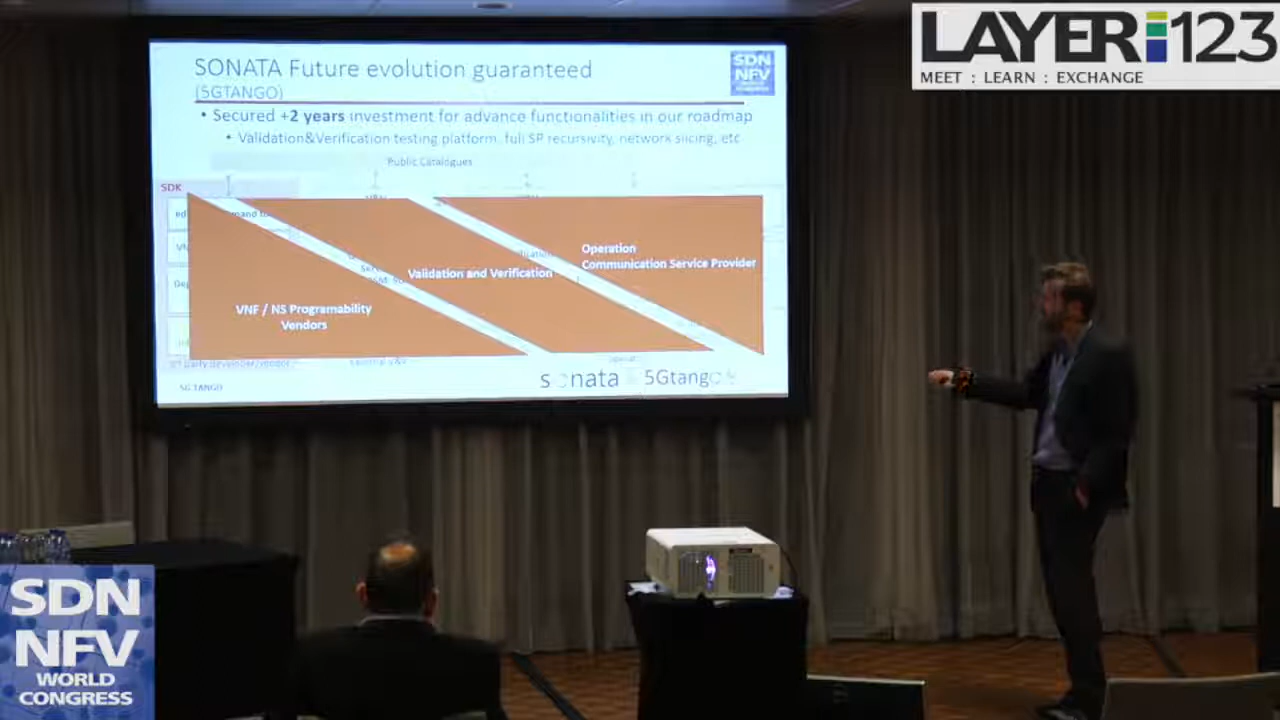 LAYER123
MEET : LEARN : EXCHANGE
SONATA Future evolution guaranteed
(5GTANGO)
SDN
NFV
• Secured +2 years investment for advance functionalities in our roadmap
• Validation&Verification testing platform, full SP recursivity, network slicing, etc
Public Catalogues
SDK
Operation
Communication Service Provider
Validation and Verification
VNF / NS Programability
Vendors
sonata 5Gtango
5G TANGO
SDN
NFV
WORLD
CONGRESS